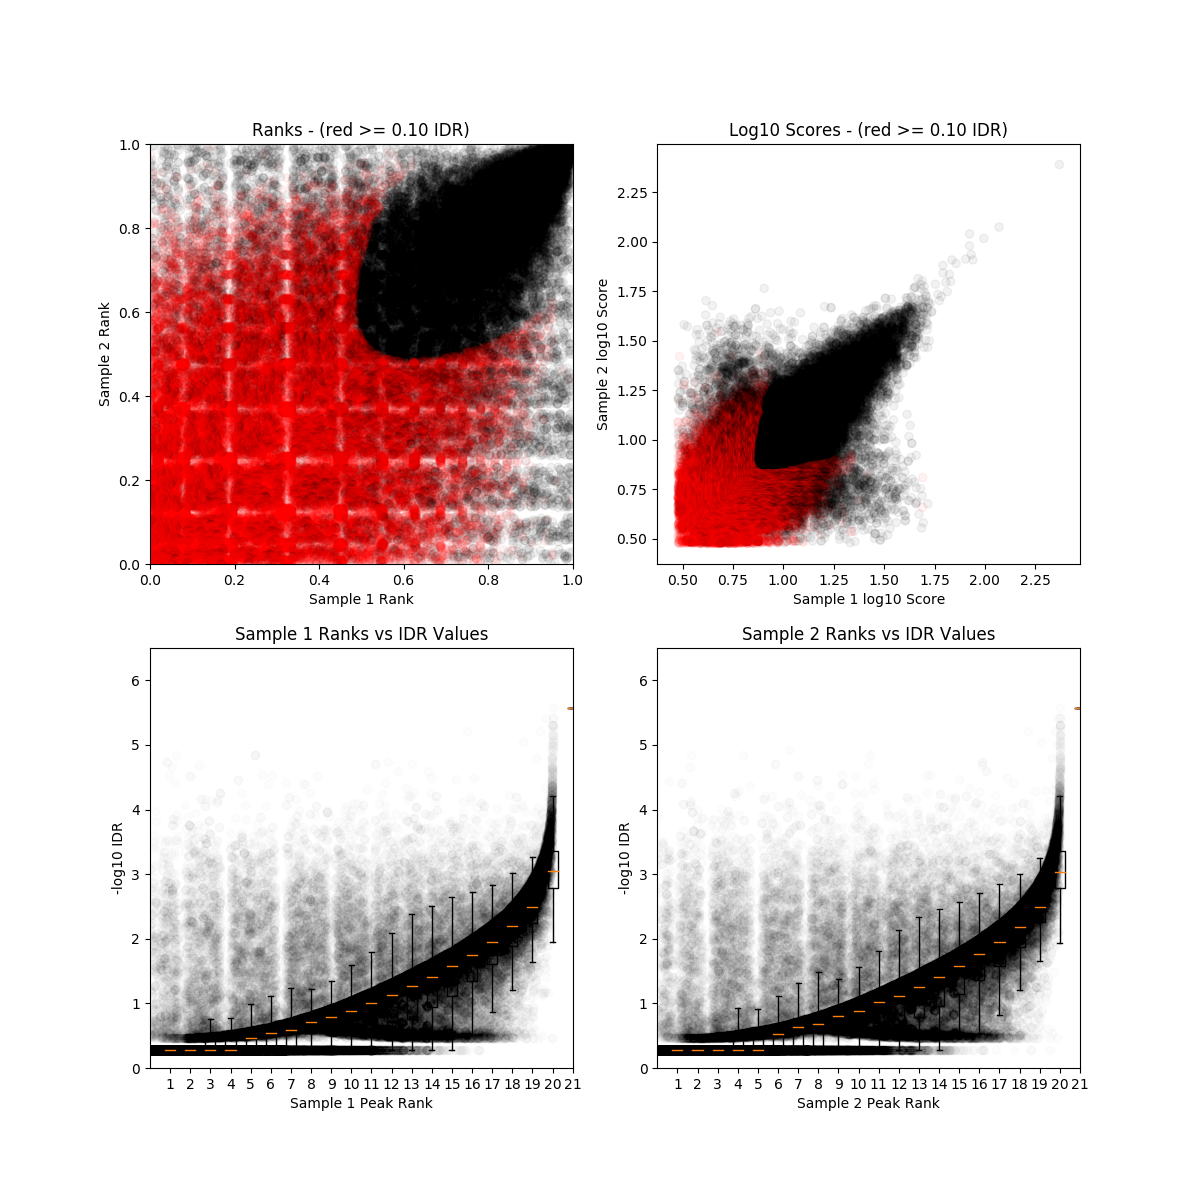 Ranks - (red >= 0.10 IDR)
1.0
0.8
0.6
0.4
0.2
0.0
Sample 2 Rank
0.0 0.2 0.4 0.6 0.8 1.0
Sample 1 Rank
Log10 Scores - (red >= 0.10 IDR)
2.25
2.00
1.75
1.50
1.25
1.00
0.75
0.50
Sample 2 log10 Score
0.50 0.75 1.00 1.25 1.50 1.75 2.00 2.25
Sample 1 log10 Score
Sample 1 Ranks vs IDR Values
6
5
4
3
2
1
0
-log10 IDR
1 2 3 4 5 6 7 8 9 10 11 12 13 14 15 16 17 18 19 20 21
Sample 1 Peak Rank
Sample 2 Ranks vs IDR Values
6
5
4
3
2
1
0
-log10 IDR
1 2 3 4 5 6 7 8 9 10 11 12 13 14 15 16 17 18 19 20 21
Sample 2 Peak Rank